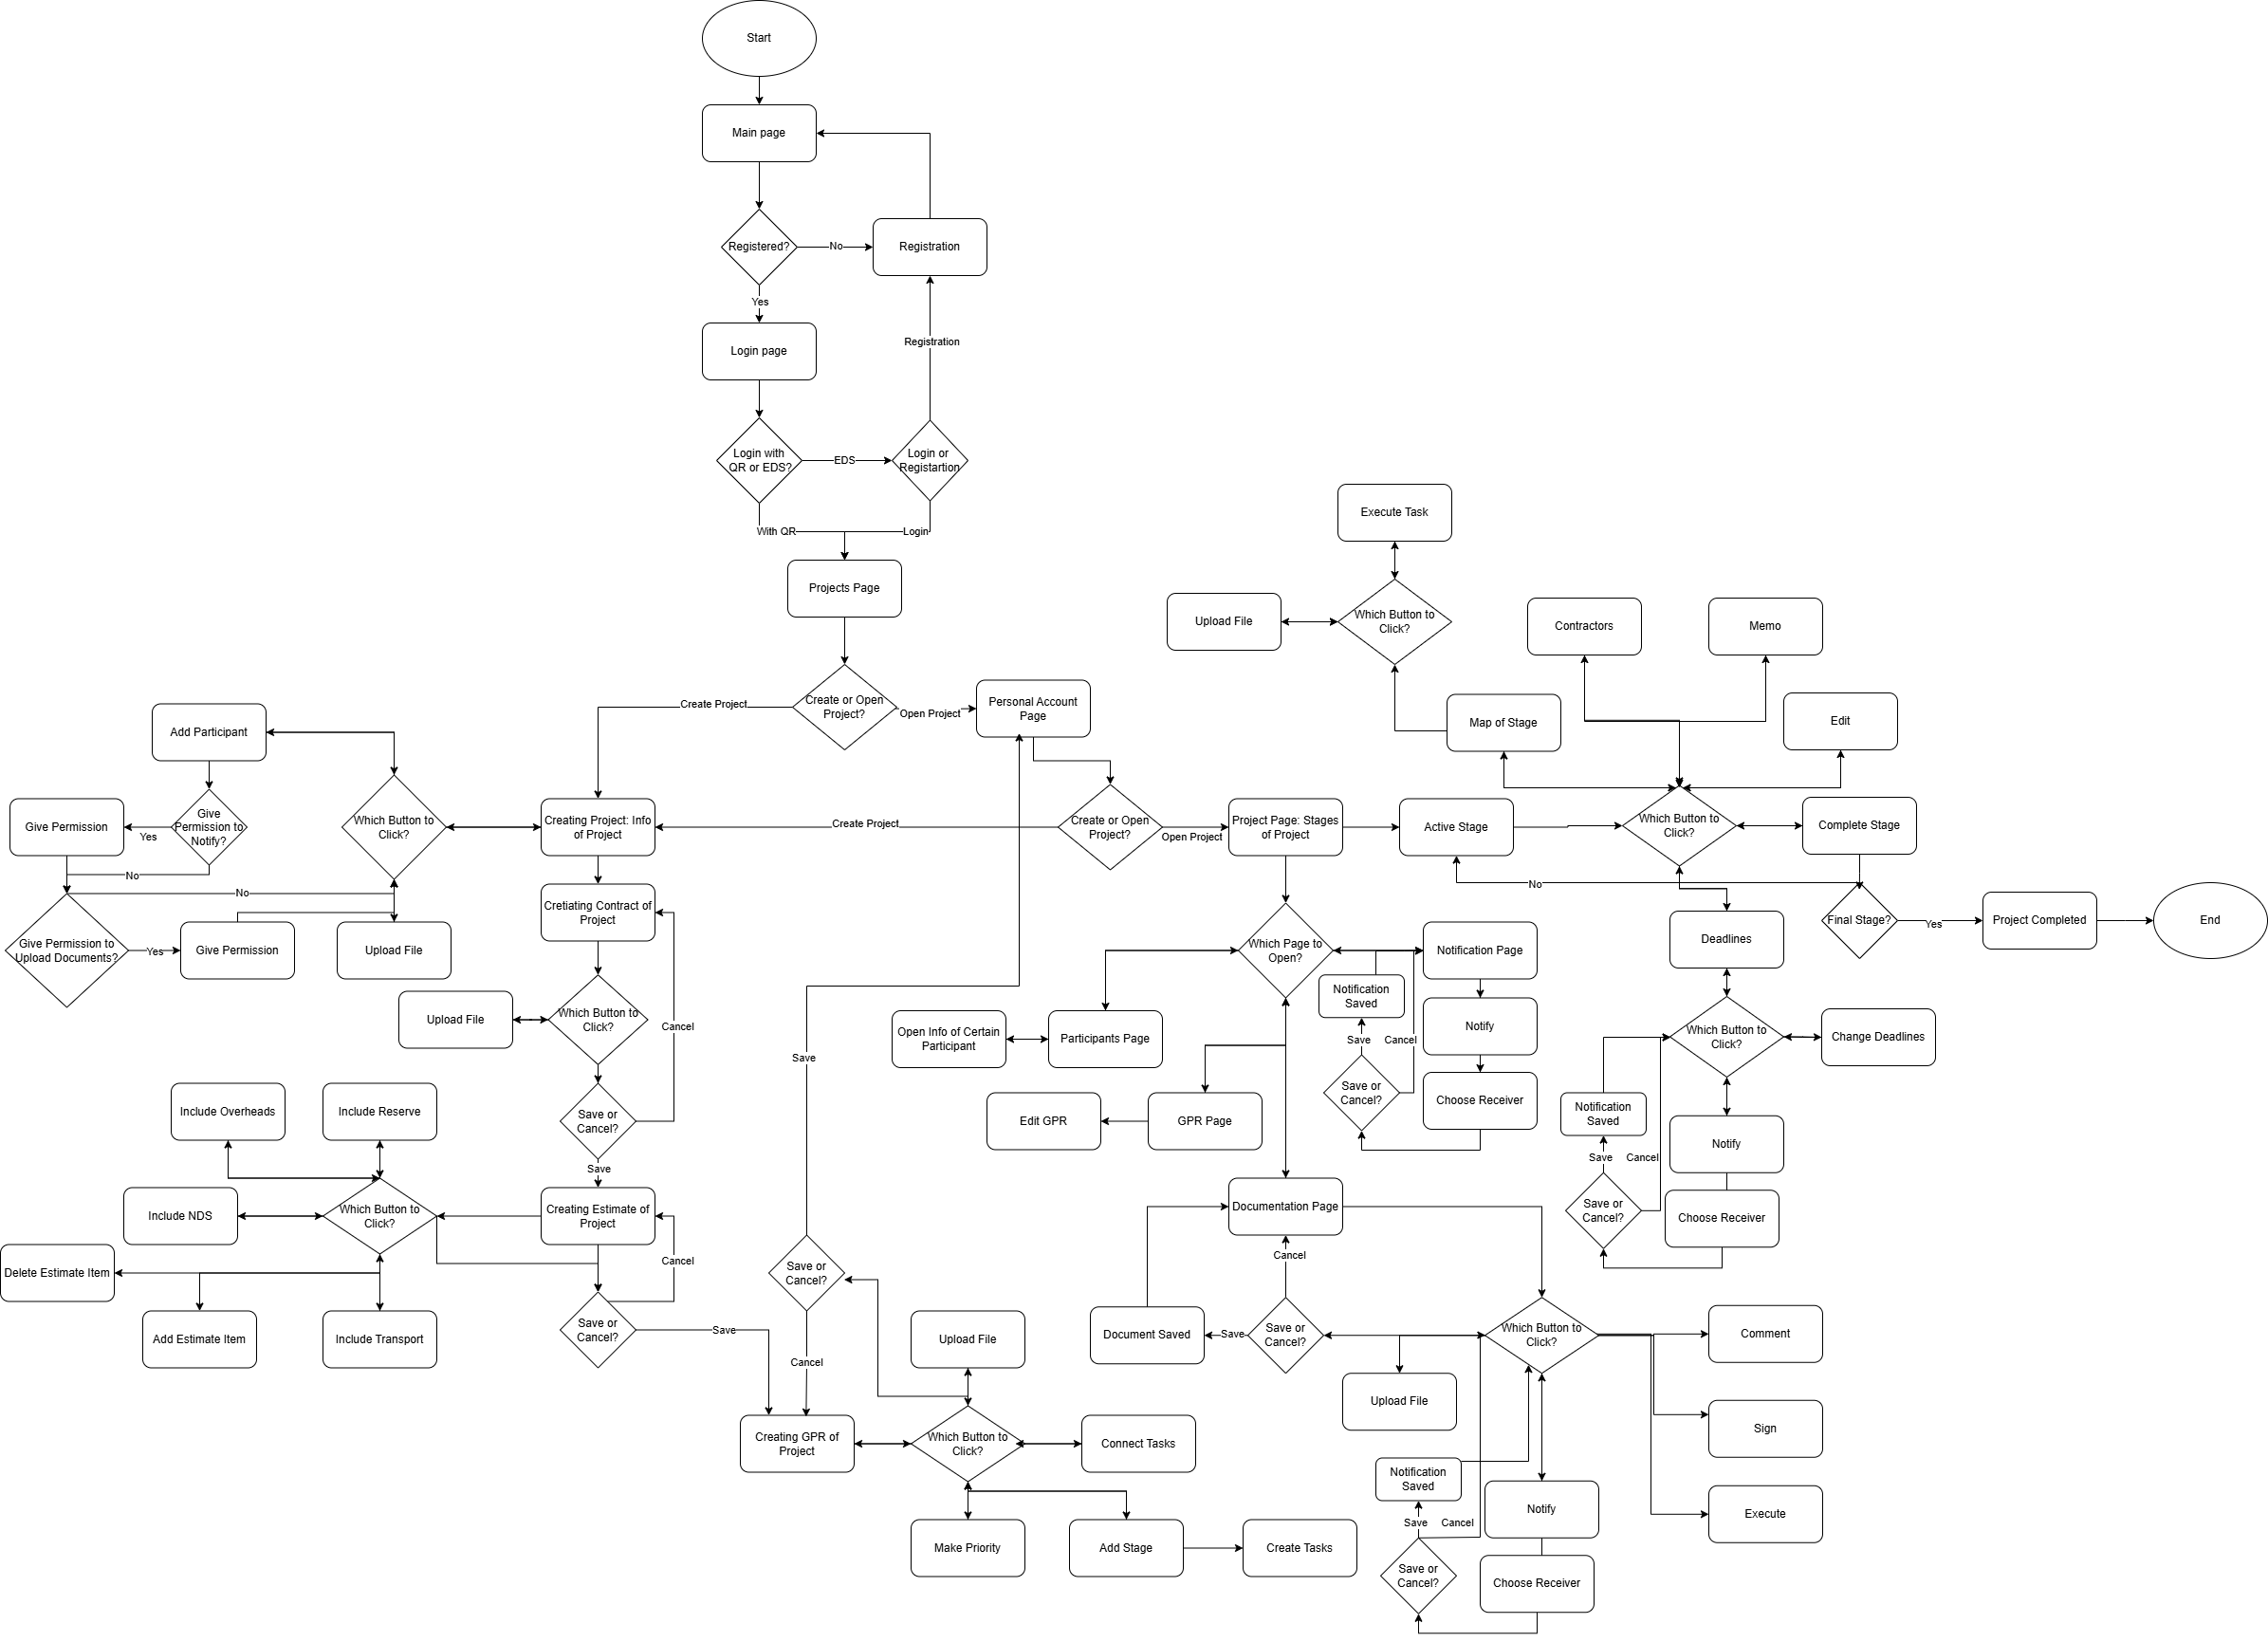 Start
Main page
Registered?
No
Registration
Yes
Login page
Registration
Login with
QR or EDS?
EDS
Login or
Registartion
With QR
Login
Projects Page
Create or Open
Project?
Create Project
Open Project
Personal Account
Page
Execute Task
Upload File
Which Button to
Click?
Contractors
Memo
Map of Stage
Edit
Add Participant
Give Permission
Yes
Give
Permission to
Notify?
No
Which Button to
Click?
Creating Project: Info
of Project
Create Project
Create or Open
Project?
Open Project
Project Page: Stages
of Project
Active Stage
Which Button to
Click?
Complete Stage
No
No
Give Permission to
Upload Documents?
Yes
Give Permission
Upload File
Cretiating Contract of
Project
Final Stage?
Yes
Project Completed
End
Which Page to
Open?
Notification Page
Notification
Saved
Deadlines
Upload File
Which Button to
Click?
Cancel
Save
Open Info of Certain
Participant
Participants Page
Save
Cancel
Notify
Which Button to
Click?
Change Deadlines
Save or
Cancel?
Choose Receiver
Edit GPR
GPR Page
Notification
Saved
Notify
Include Overheads
Include Reserve
Save or
Cancel?
Save
Save
Cancel
Include NDS
Which Button to
Click?
Creating Estimate of
Project
Documentation Page
Save or
Cancel?
Choose Receiver
Cancel
Cancel
Delete Estimate Item
Save or
Cancel?
Add Estimate Item
Include Transport
Save or
Cancel?
Save
Cancel
Upload File
Document Saved
Save
Save or
Cancel?
Which Button to
Click?
Comment
Upload File
Sign
Creating GPR of
Project
Which Button to
Click?
Connect Tasks
Notification
Saved
Notify
Execute
Save
Cancel
Make Priority
Add Stage
Create Tasks
Save or
Cancel?
Choose Receiver